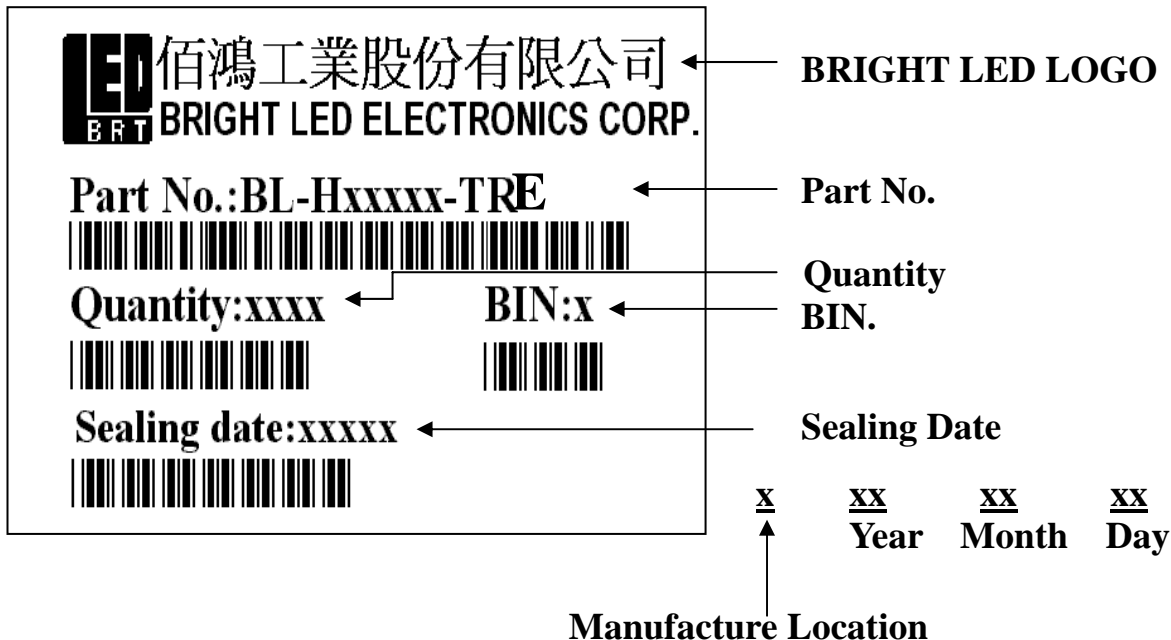 LED
BRT
佰鴻工業股份有限公司
BRIGHT LED ELECTRONICS CORP.
BRIGHT LED LOGO
Part No.:BL-Hxxxxx-TRE
Part No.
Quantity:xxxx
BIN:x
Quantity
BIN.
Sealing date:xxxxx
Sealing Date
x xx xx xx
Year Month Day
Manufacture Location